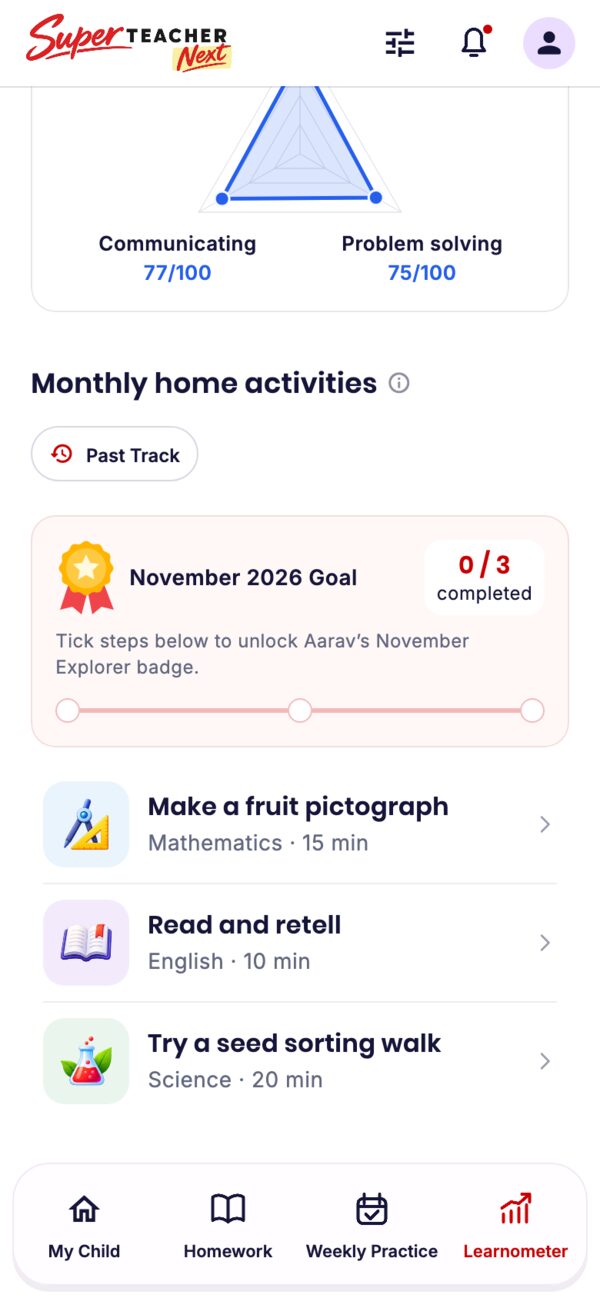 Super TEACHER
Next
Communicating
77/100
Problem solving
75/100
Monthly home activities
Past Track
November 2026 Goal
0 / 3
completed
Tick steps below to unlock Aarav’s November
Explorer badge.
Make a fruit pictograph
Mathematics · 15 min
Read and retell
English · 10 min
Try a seed sorting walk
Science · 20 min
My Child
Homework
Weekly Practice
Learnometer